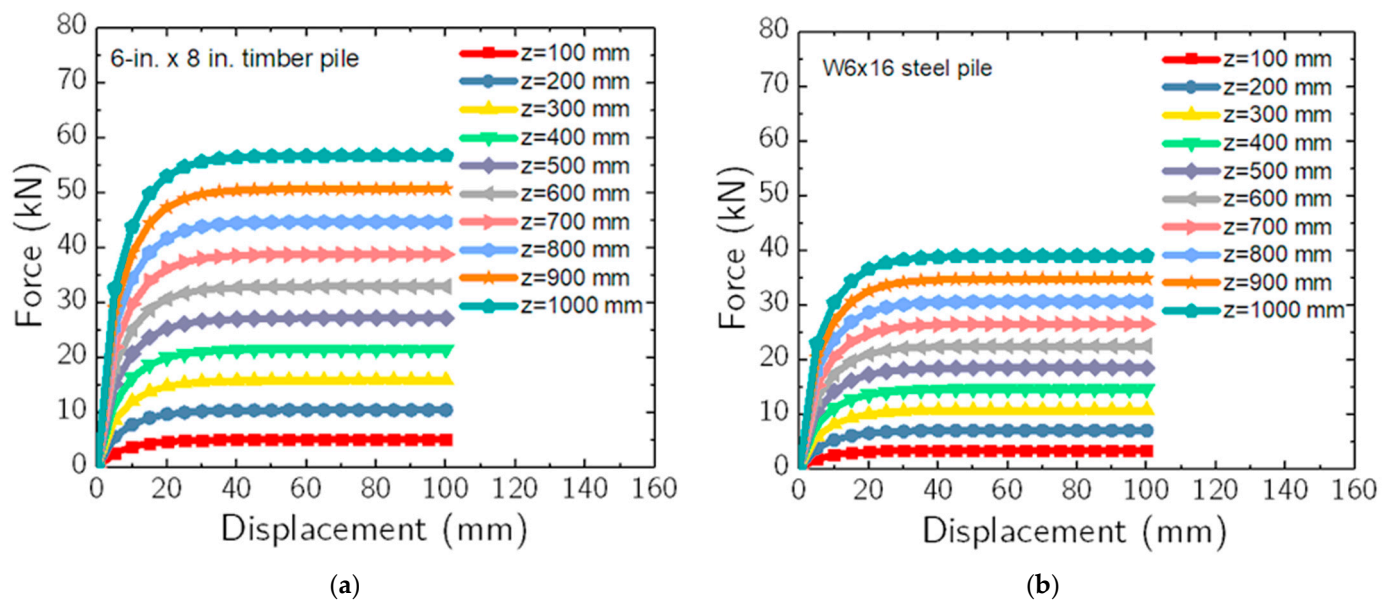 6-in. x 8 in. timber pile
z=100 mm
z=200 mm
z=300 mm
z=400 mm
z=500 mm
z=600 mm
z=700 mm
z=800 mm
z=900 mm
z=1000 mm
80
70
60
50
40
30
20
10
0
Force (kN)
0 20 40 60 80 100 120 140 160
Displacement (mm)
(a)
W6x16 steel pile
z=100 mm
z=200 mm
z=300 mm
z=400 mm
z=500 mm
z=600 mm
z=700 mm
z=800 mm
z=900 mm
z=1000 mm
80
70
60
50
40
30
20
10
0
Force (kN)
0 20 40 60 80 100 120 140 160
Displacement (mm)
(b)